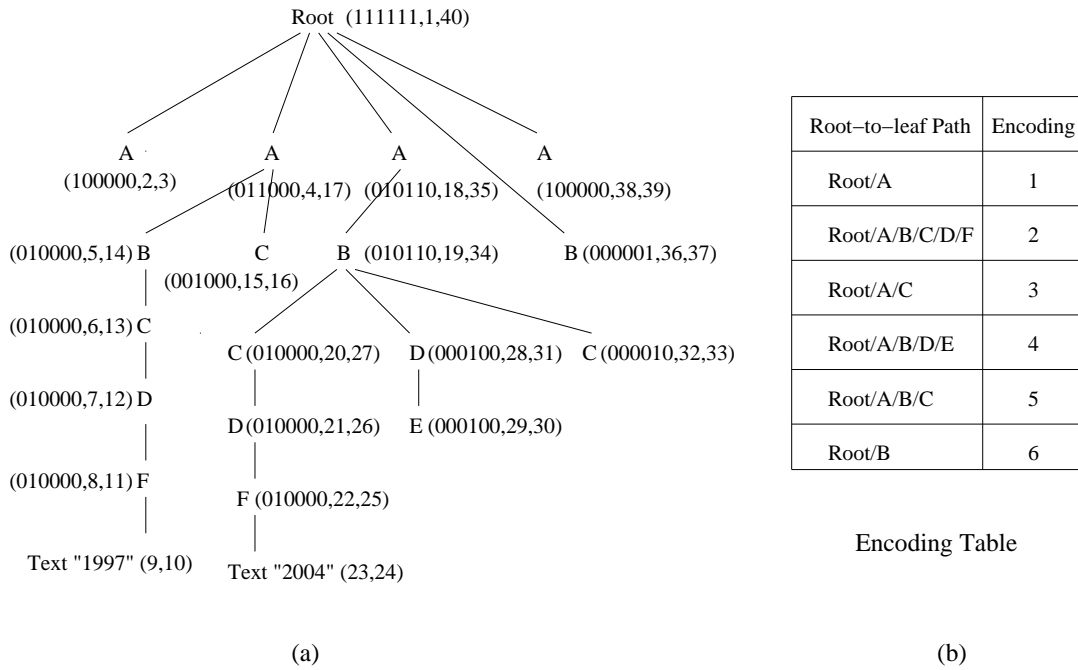 Root (111111,1,40)
A A A A
(100000,2,3) (011000,4,17) (010110,18,35) (100000,38,39)
(010000,5,14) B C B (010110,19,34) B (000001,36,37)
(001000,15,16)
(010000,6,13) C
C (010000,20,27) D (000100,28,31) C (000010,32,33)
(010000,7,12) D
D (010000,21,26) E (000100,29,30)
(010000,8,11) F
F (010000,22,25)
Text "1997" (9,10)
Text "2004" (23,24)
(a)
Root−to−leaf Path Encoding
Root/A 1
Root/A/B/C/D/F 2
Root/A/C 3
Root/A/B/D/E 4
Root/A/B/C 5
Root/B 6
Encoding Table
(b)